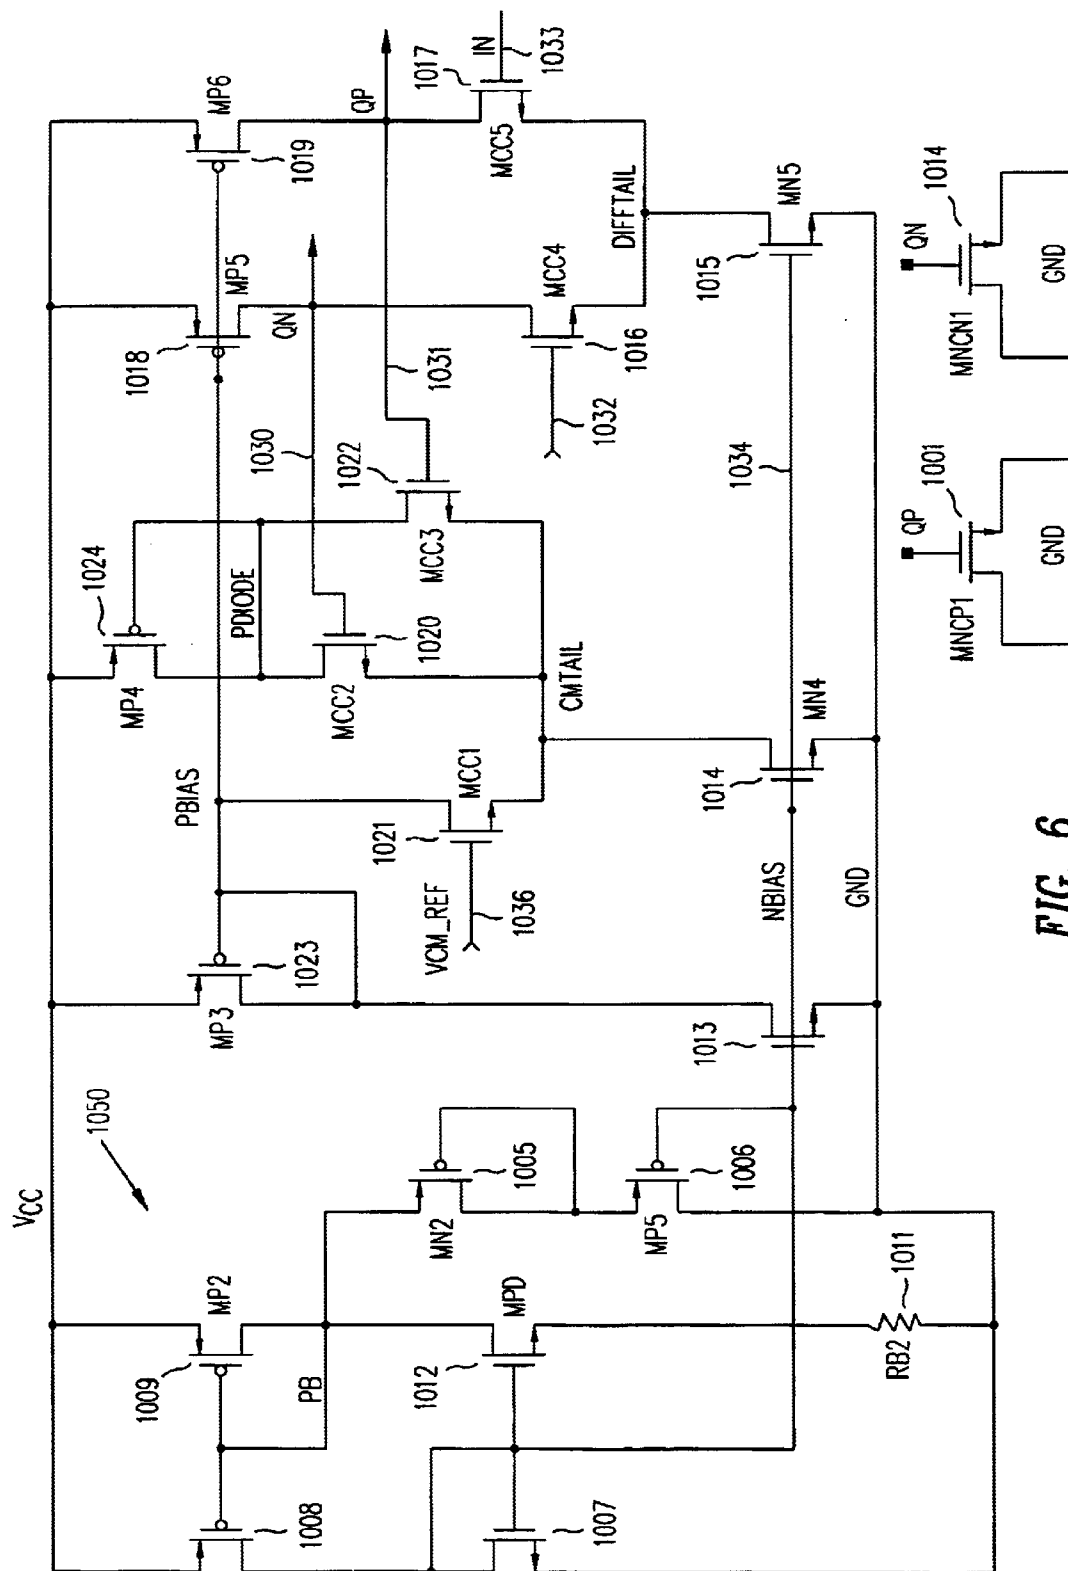 VCC
1050
MP2
1009
1008
PB
MPD
1012
1007
RB2
1011
MN2
1005
MP5
1006
MP3
1023
PBIAS
VCM_REF
1036
1021
MCC1
1013
NBIAS
GND
MP4
1024
PDIODE
MCC2
1020
MCC3
1022
CMTAIL
1014
MN4
1030
1031
1018
MP5
QN
MP6
1019
QP
IN
1033
1017
MCC5
MCC4
1016
1032
DIFFTAIL
1034
1015
MN5
MNCP1
QP
1001
GND
MNCN1
QN
1014
GND
FIG. 6